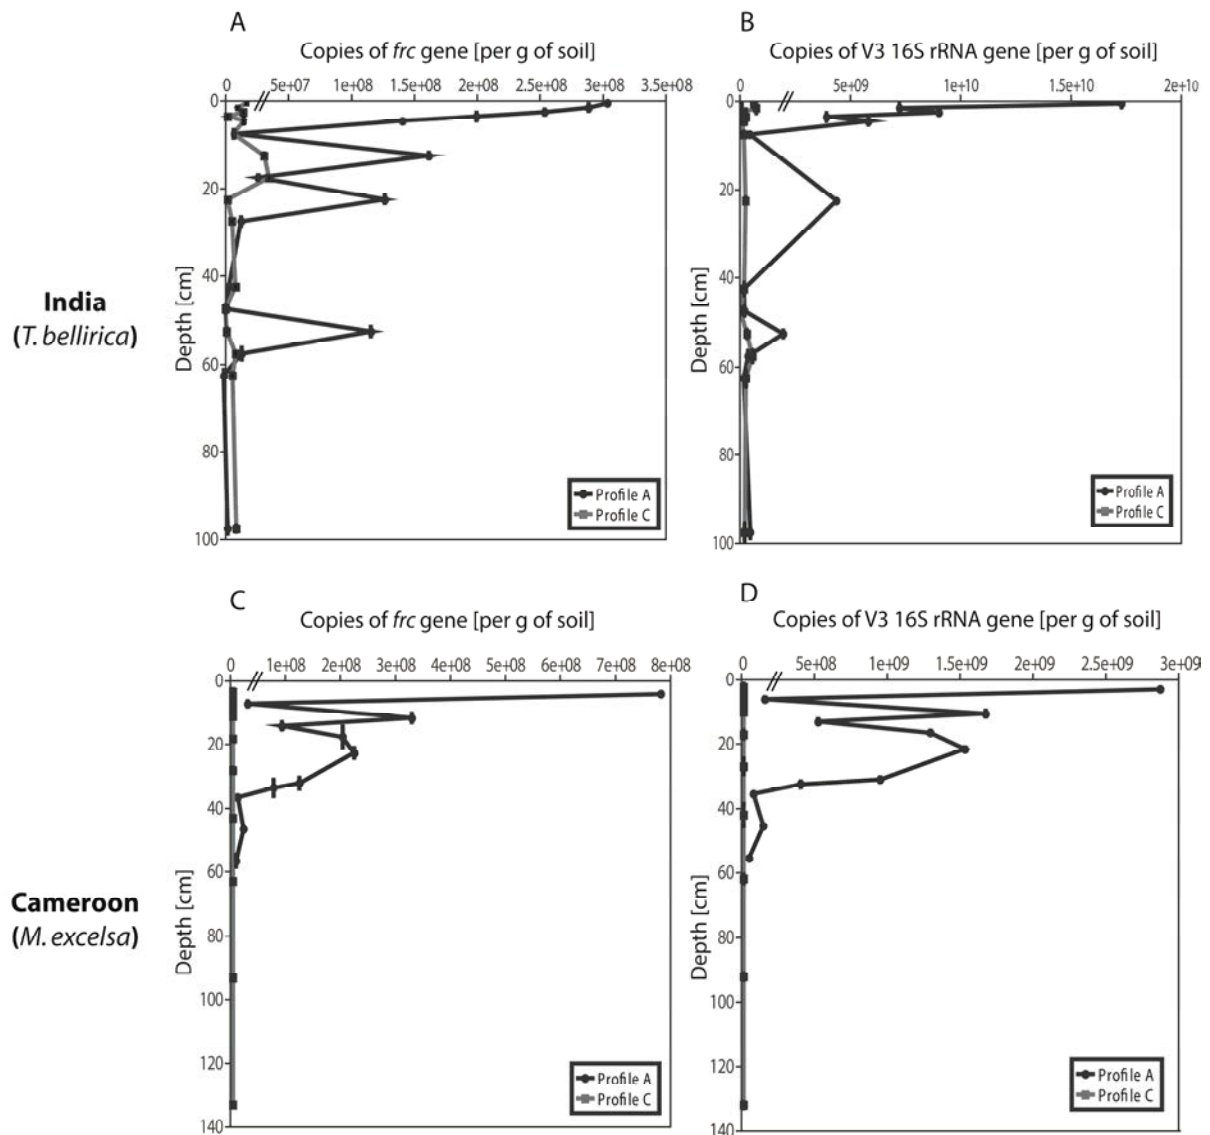 A
Copies of frc gene [per g of soil]
0 5e+07 1e+08 1.5e+08 2e+08 2.5e+08 3e+08 3.5e+08
0
20
40
60
80
100
Depth [cm]
Profile A
Profile C
B
Copies of V3 16S rRNA gene [per g of soil]
0 5e+09 1e+10 1.5e+10 2e+10
0
20
40
60
80
100
Depth [cm]
Profile A
Profile C
India
(T. bellirica)
C
Copies of frc gene [per g of soil]
0 1e+08 2e+08 3e+08 4e+08 5e+08 6e+08 7e+08 8e+08
0
20
40
60
80
100
120
140
Depth [cm]
Profile A
Profile C
D
Copies of V3 16S rRNA gene [per g of soil]
0 5e+08 1e+09 1.5e+09 2e+09 2.5e+09 3e+09
0
20
40
60
80
100
120
140
Depth [cm]
Profile A
Profile C
Cameroon
(M. excelsa)